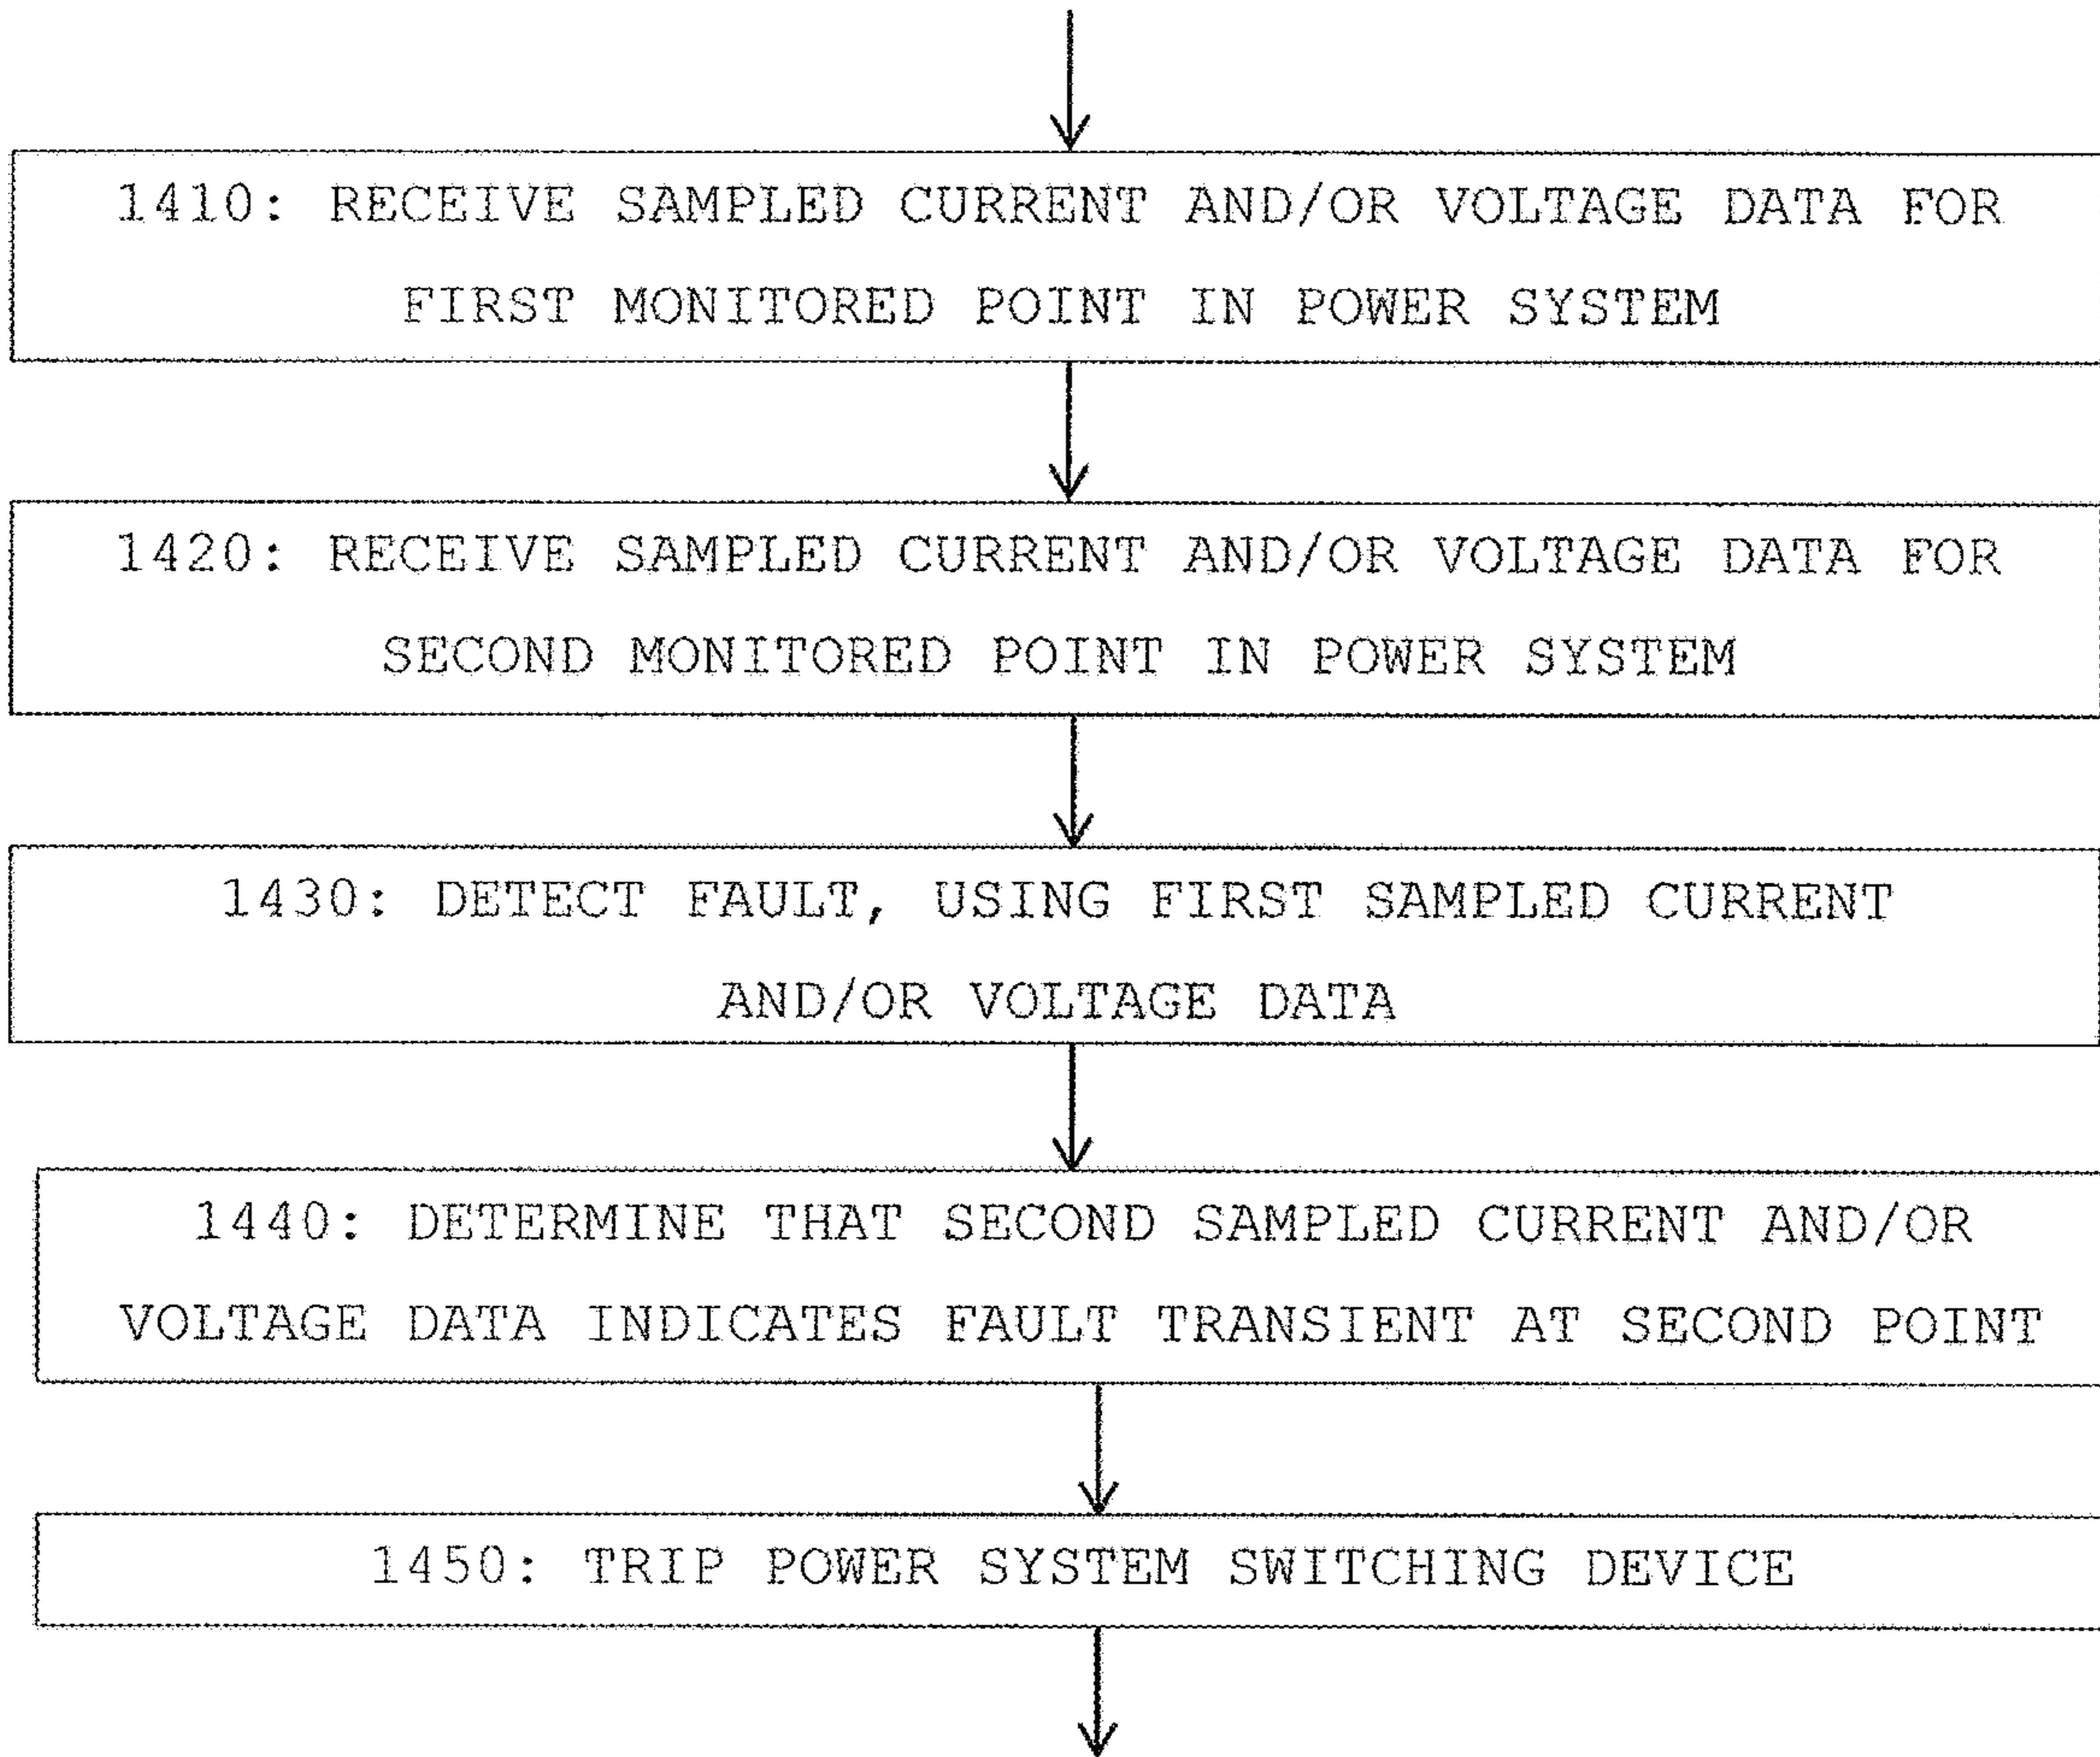 1410: RECEIVE SAMPLED CURRENT AND/OR VOLTAGE DATA FOR
FIRST MONITORED POINT IN POWER SYSTEM
1420: RECEIVE SAMPLED CURRENT AND/OR VOLTAGE DATA FOR
SECOND MONITORED POINT IN POWER SYSTEM
1430: DETECT FAULT, USING FIRST SAMPLED CURRENT
AND/OR VOLTAGE DATA
1440: DETERMINE THAT SECOND SAMPLED CURRENT AND/OR
VOLTAGE DATA INDICATES FAULT TRANSIENT AT SECOND POINT
1450: TRIP POWER SYSTEM SWITCHING DEVICE